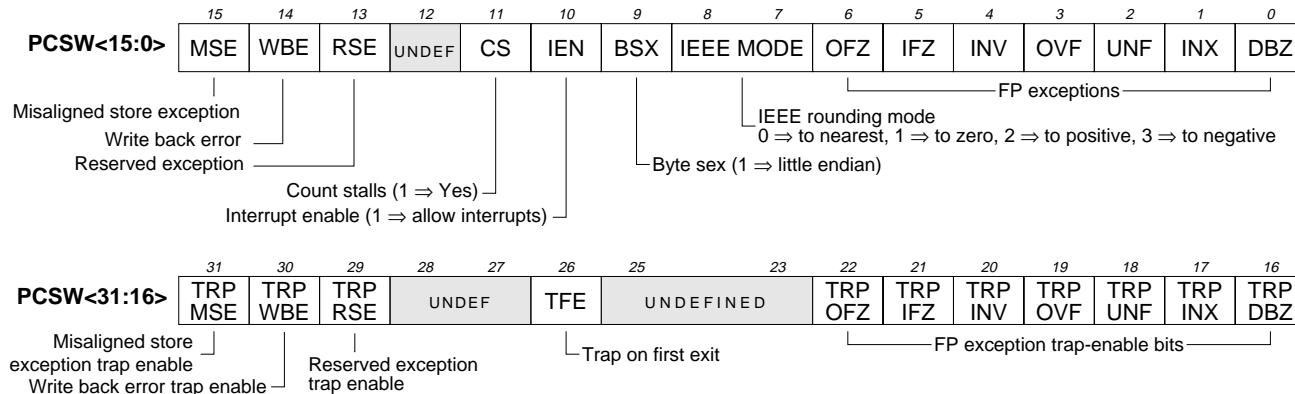 15 14 13 12 11 10 9 8 7 6 5 4 3 2 1 0
PCSW<15:0> MSE WBE RSE UNDEF CS IEN BSX IEEE MODE OFZ IFZ INV OVF UNF INX DBZ
Misaligned store exception
Write back error
Reserved exception
FP exceptions
IEEE rounding mode
0 ⇒ to nearest, 1 ⇒ to zero, 2 ⇒ to positive, 3 ⇒ to negative
Byte sex (1 ⇒ little endian)
Count stalls (1 ⇒ Yes)
Interrupt enable (1 ⇒ allow interrupts)
31 30 29 28 27 26 25 23 22 21 20 19 18 17 16
PCSW<31:16> TRP MSE TRP WBE TRP RSE UNDEF TFE UNDEFINED TRP OFZ TRP IFZ TRP INV TRP OVF TRP UNF TRP INX TRP DBZ
Misaligned store
exception trap enable
Write back error trap enable
Reserved exception
trap enable
Trap on first exit
FP exception trap-enable bits